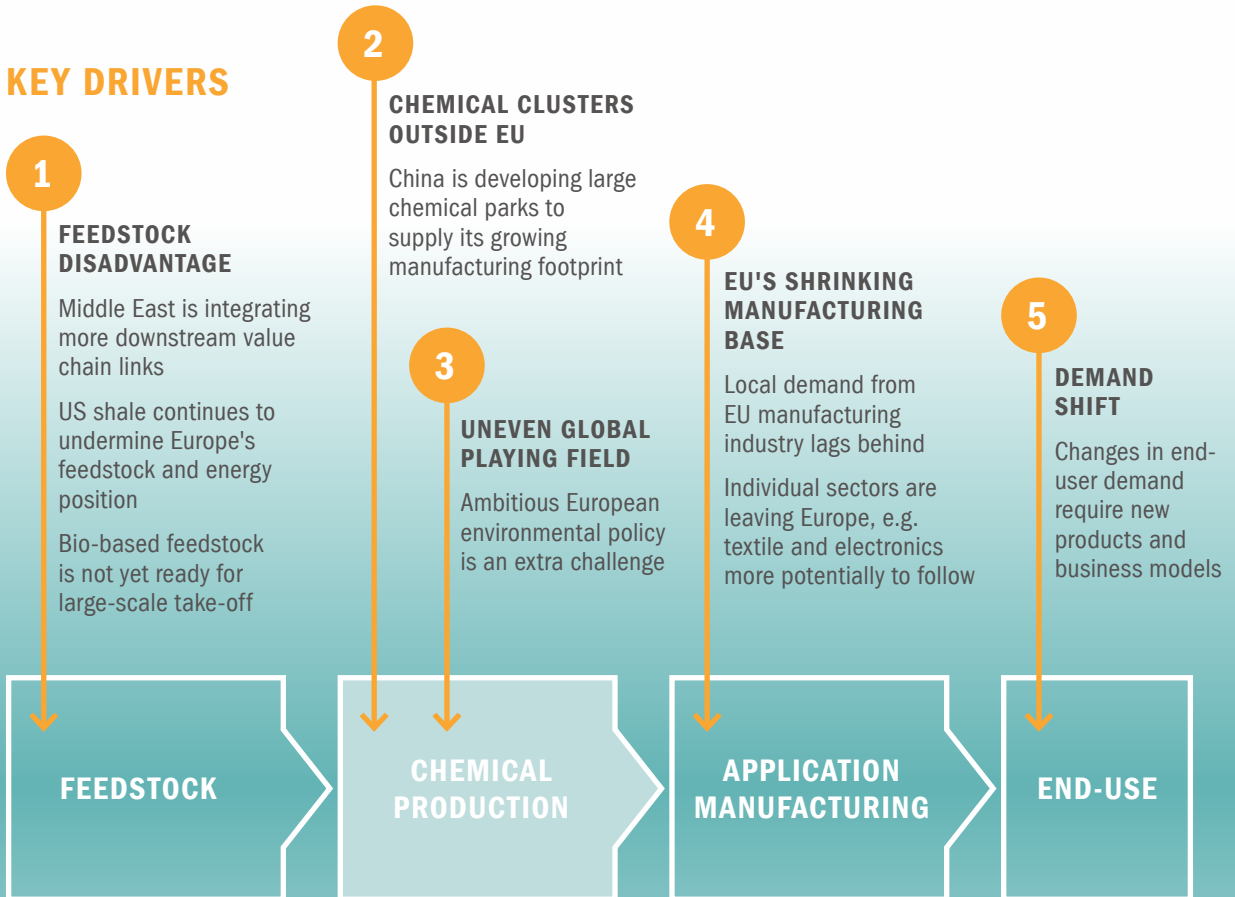 KEY DRIVERS
1
FEEDSTOCK
DISADVANTAGE
Middle East is integrating
more downstream value
chain links
US shale continues to
undermine Europe's
feedstock and energy
position
Bio-based feedstock
is not yet ready for
large-scale take-off
2
CHEMICAL CLUSTERS
OUTSIDE EU
China is developing large
chemical parks to
supply its growing
manufacturing footprint
3
UNEVEN GLOBAL
PLAYING FIELD
Ambitious European
environmental policy
is an extra challenge
4
EU'S SHRINKING
MANUFACTURING
BASE
Local demand from
EU manufacturing
industry lags behind
Individual sectors are
leaving Europe, e.g.
textile and electronics
more potentially to follow
5
DEMAND
SHIFT
Changes in end-
user demand
require new
products and
business models
FEEDSTOCK
CHEMICAL
PRODUCTION
APPLICATION
MANUFACTURING
END-USE